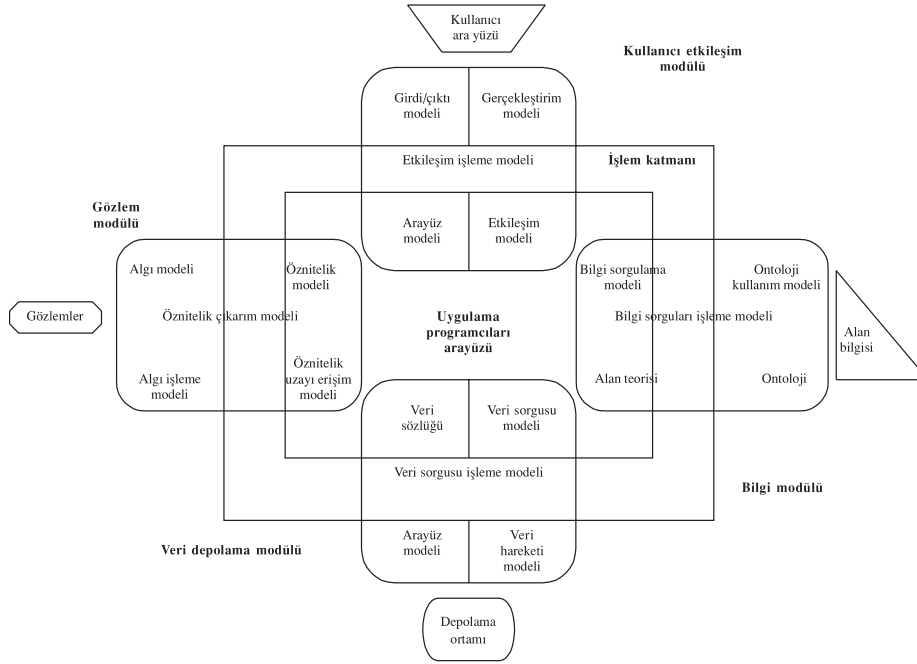 Kullanıcı
ara yüzü
Kullanıcı etkileşim
modülü
Girdi/çıktı
modeli
Gerçekleştirim
modeli
Etkileşim işleme modeli
İşlem katmanı
Gözlem
modülü
Arayüz
modeli
Etkileşim
modeli
Algı modeli
Öznitelik
modeli
Bilgi sorgulama
modeli
Ontoloji
kullanım modeli
Gözlemler
Öznitelik çıkarım modeli
Uygulama
programcıları
arayüzü
Bilgi sorguları işleme modeli
Alan
bilgisi
Algı işleme
modeli
Öznitelik
uzayı erişim
modeli
Alan teorisi
Ontoloji
Veri
sözlüğü
Veri sorgusu
modeli
Veri sorgusu işleme modeli
Bilgi modülü
Veri depolama modülü
Arayüz
modeli
Veri
hareketi
modeli
Depolama
ortamı